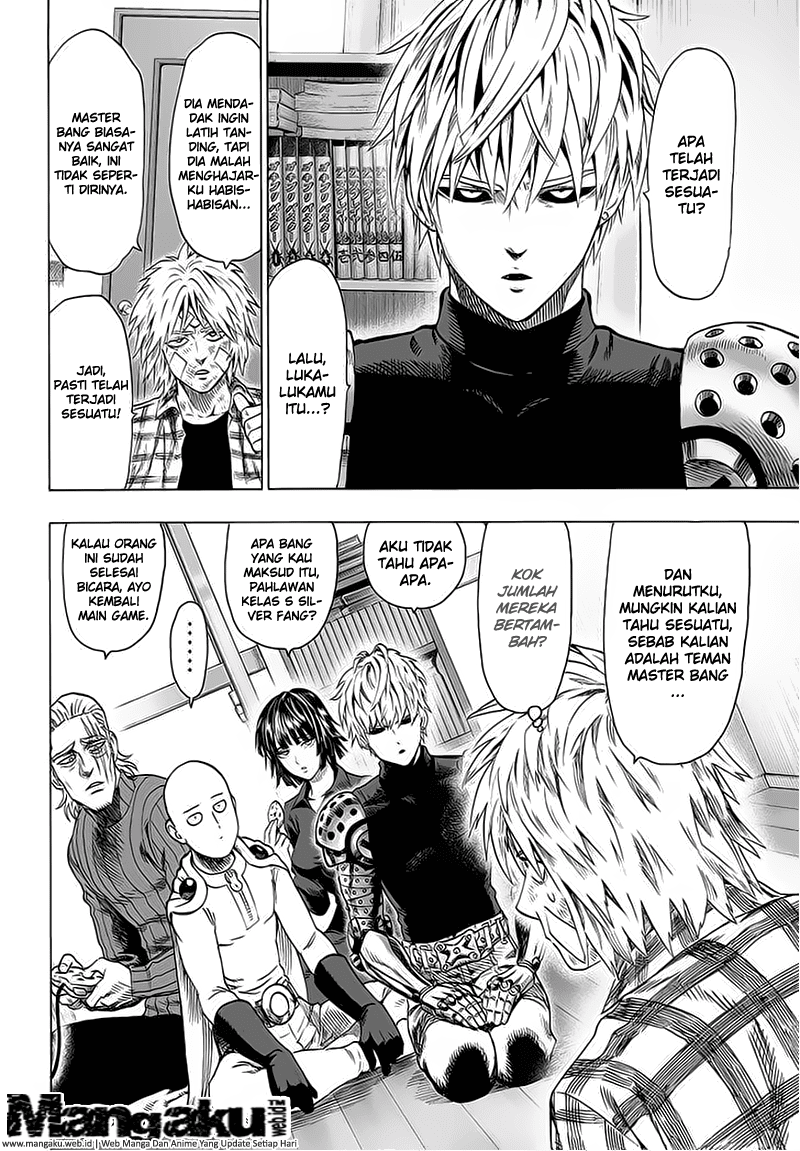 APA
TELAH
TERJADI
SESUA-
TU?
LALU,
LUKA-
LUKAMU
ITU...?
DIA MENDA-
DAK INGIN
LATIH TAN-
DING, TAPI
DIA MALAH
MENGHAJAR-
KU HABIS-
HABISAN...
MASTER
BANG BIASA-
NYA SANGAT
BAIK, INI
TIDAK SEPER-
TI DIRINYA.
JADI,
PASTI TELAH
TERJADI
SESUATU!
DAN
MENURUTKU,
MUNGKIN KALIAN
TAHU SESUATU,
SEBAB KALIAN
ADALAH TEMAN
MASTER BANG
...
KOK
JUMLAH
MEREKA
BERTAM-
BAH?
AKU TIDAK
TAHU APA-
APA.
APA BANG
YANG KAU
MAKSUD ITU,
PAHLAWAN
KELAS S SIL-
VER FANG?
....
KALAU ORANG
INI SUDAH
SELESAI
BICARA, AYO
KEMBALI
MAIN GAME.
壱 弐 参 四 伍
Mangaku
www.mangaku.web.id | Web Manga Dan Anime Yang Update Setiap Hari